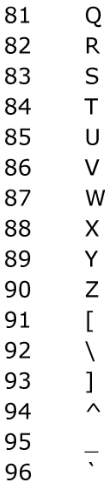 81 Q
82 R
83 S
84 T
85 U
86 V
87 W
88 X
89 Y
90 Z
91 [
92 \
93 ]
94 ^
95 _
96 `